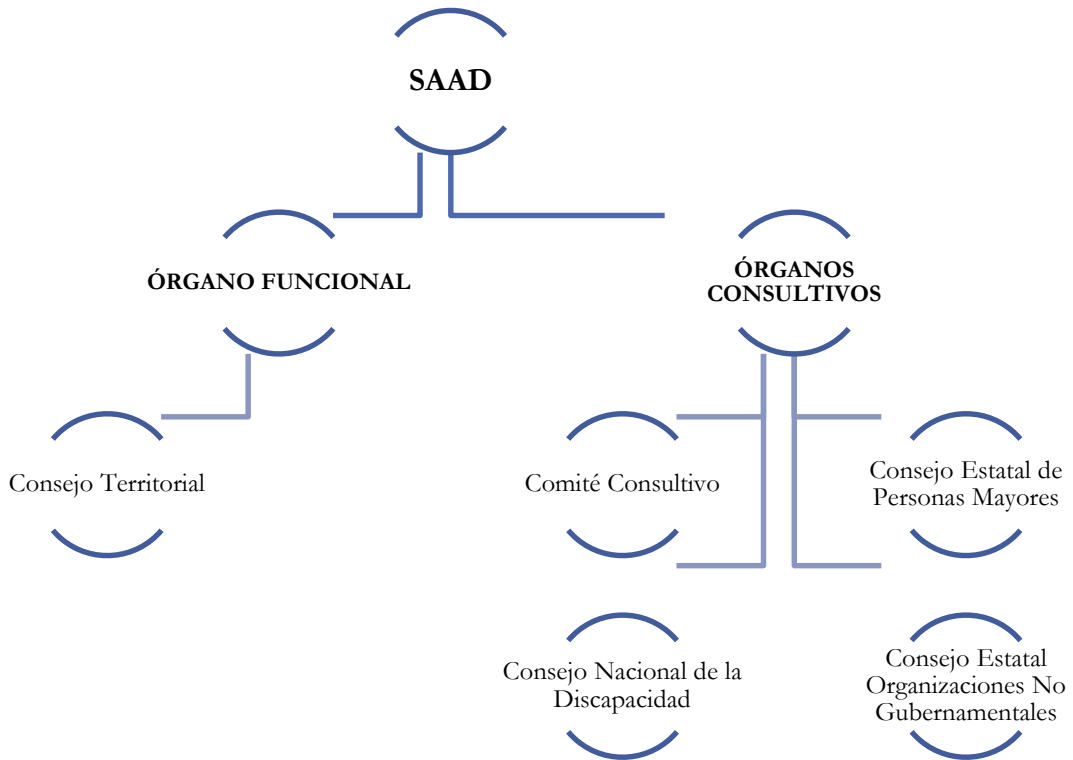 SAAD
ÓRGANO FUNCIONAL
ÓRGANOS
CONSULTIVOS
Consejo Territorial
Comité Consultivo
Consejo Estatal de
Personas Mayores
Consejo Nacional de la
Discapacidad
Consejo Estatal
Organizaciones No
Gubernamentales